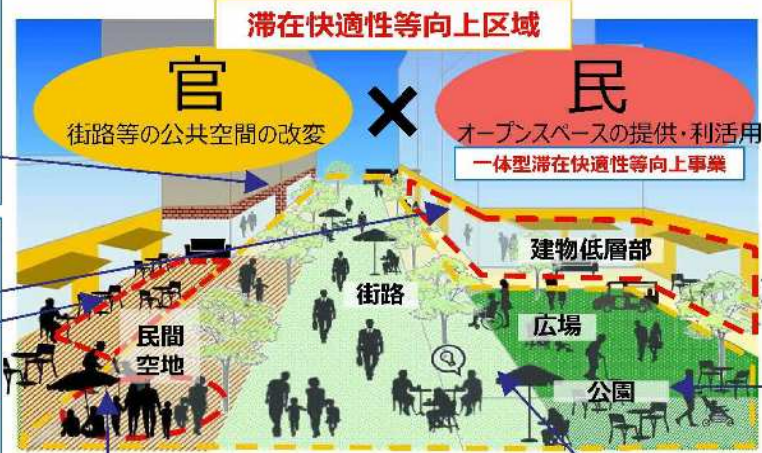 滞在快適性等向上区域
官
街路等の公共空間の改変
×
民
オープンスペースの提供・利活用
一体型滞在快適性等向上事業
建物低層部
街路
広場
民間
空地
公園